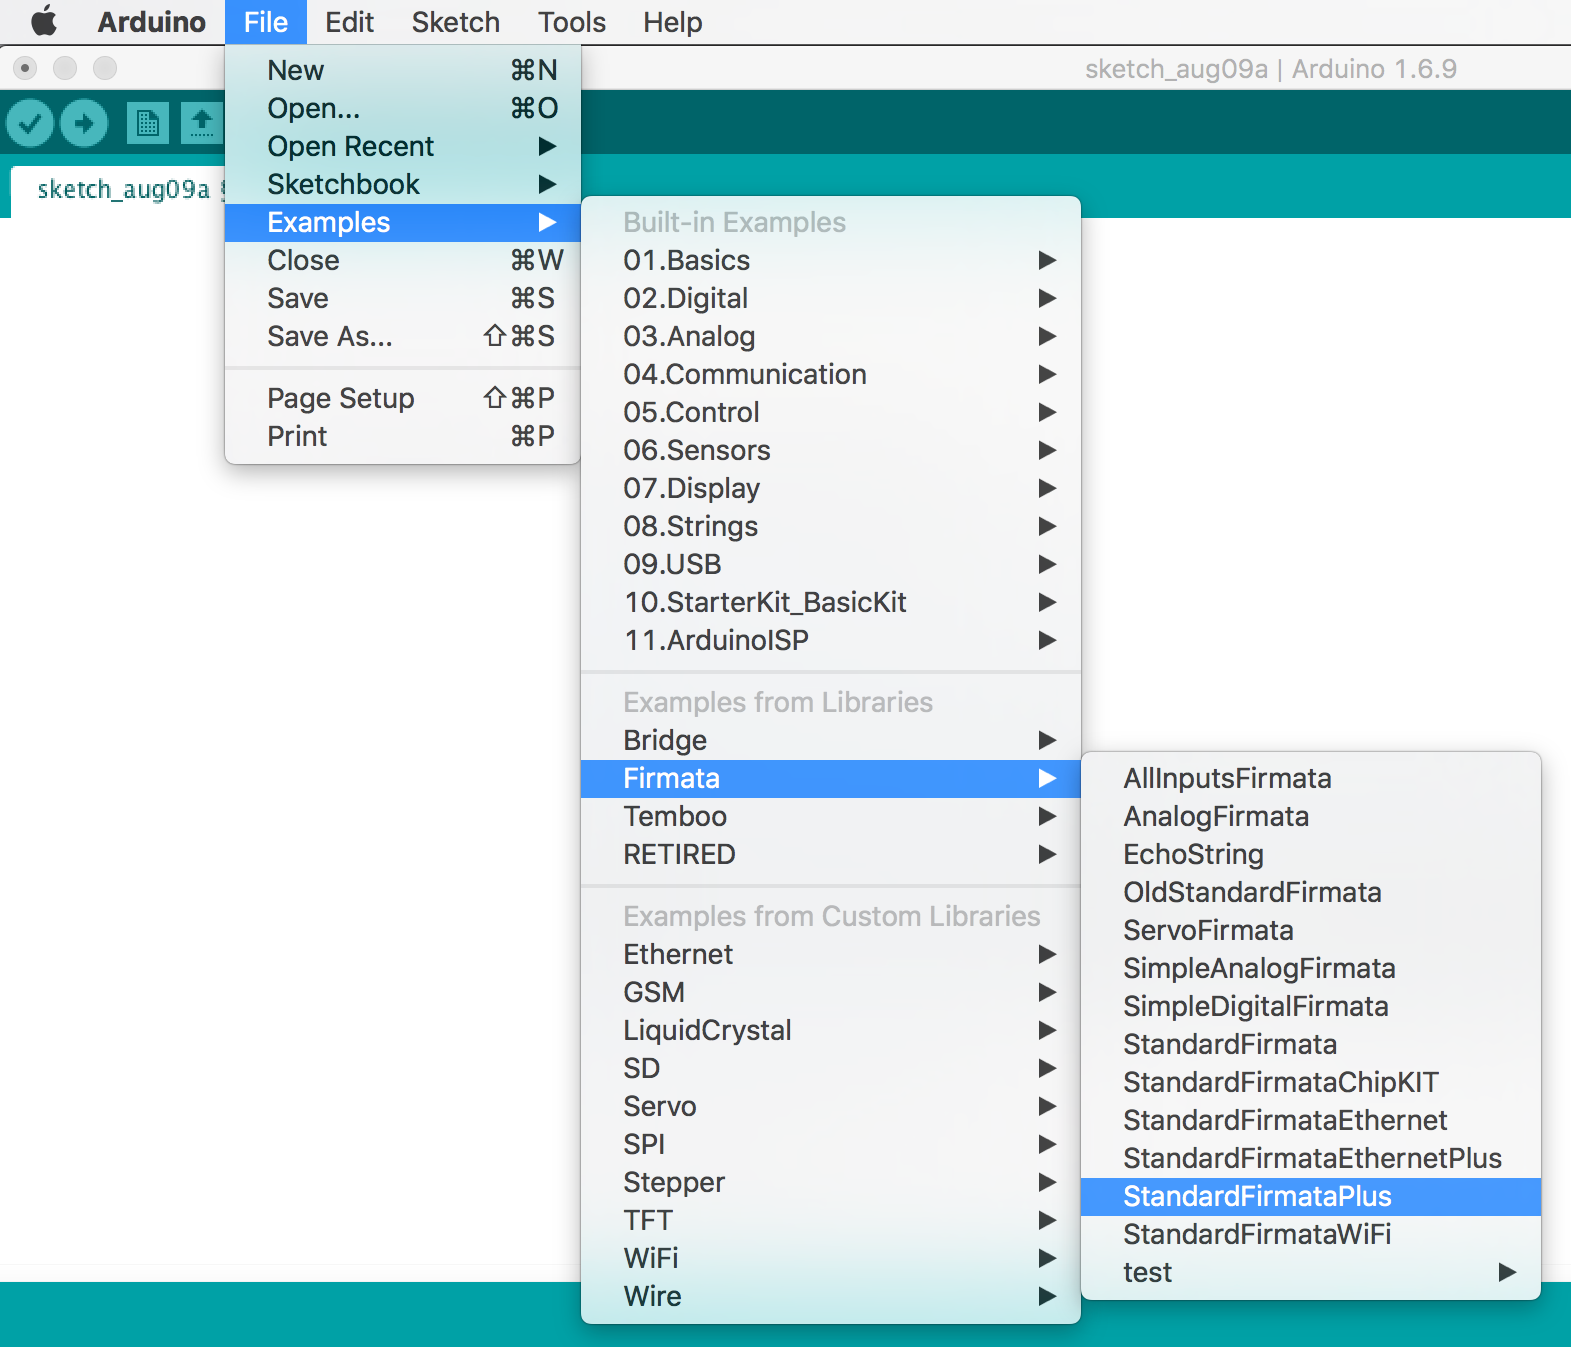 Arduino File Edit Sketch Tools Help
sketch_aug09a | Arduino 1.6.9
sketch_aug09a
New ⌘N
Open... ⌘O
Open Recent ▶
Sketchbook ▶
Examples ▶
Close ⌘W
Save ⌘S
Save As... ⇧⌘S
Page Setup ⇧⌘P
Print ⌘P
Built-in Examples
01.Basics ▶
02.Digital ▶
03.Analog ▶
04.Communication ▶
05.Control ▶
06.Sensors ▶
07.Display ▶
08.Strings ▶
09.USB ▶
10.StarterKit_BasicKit ▶
11.ArduinoISP ▶
Examples from Libraries
Bridge ▶
Firmata ▶
Temboo ▶
RETIRED ▶
Examples from Custom Libraries
Ethernet ▶
GSM ▶
LiquidCrystal ▶
SD ▶
Servo ▶
SPI ▶
Stepper ▶
TFT ▶
WiFi ▶
Wire ▶
AllInputsFirmata
AnalogFirmata
EchoString
OldStandardFirmata
ServoFirmata
SimpleAnalogFirmata
SimpleDigitalFirmata
StandardFirmata
StandardFirmataChipKIT
StandardFirmataEthernet
StandardFirmataEthernetPlus
StandardFirmataPlus
StandardFirmataWiFi
test ▶